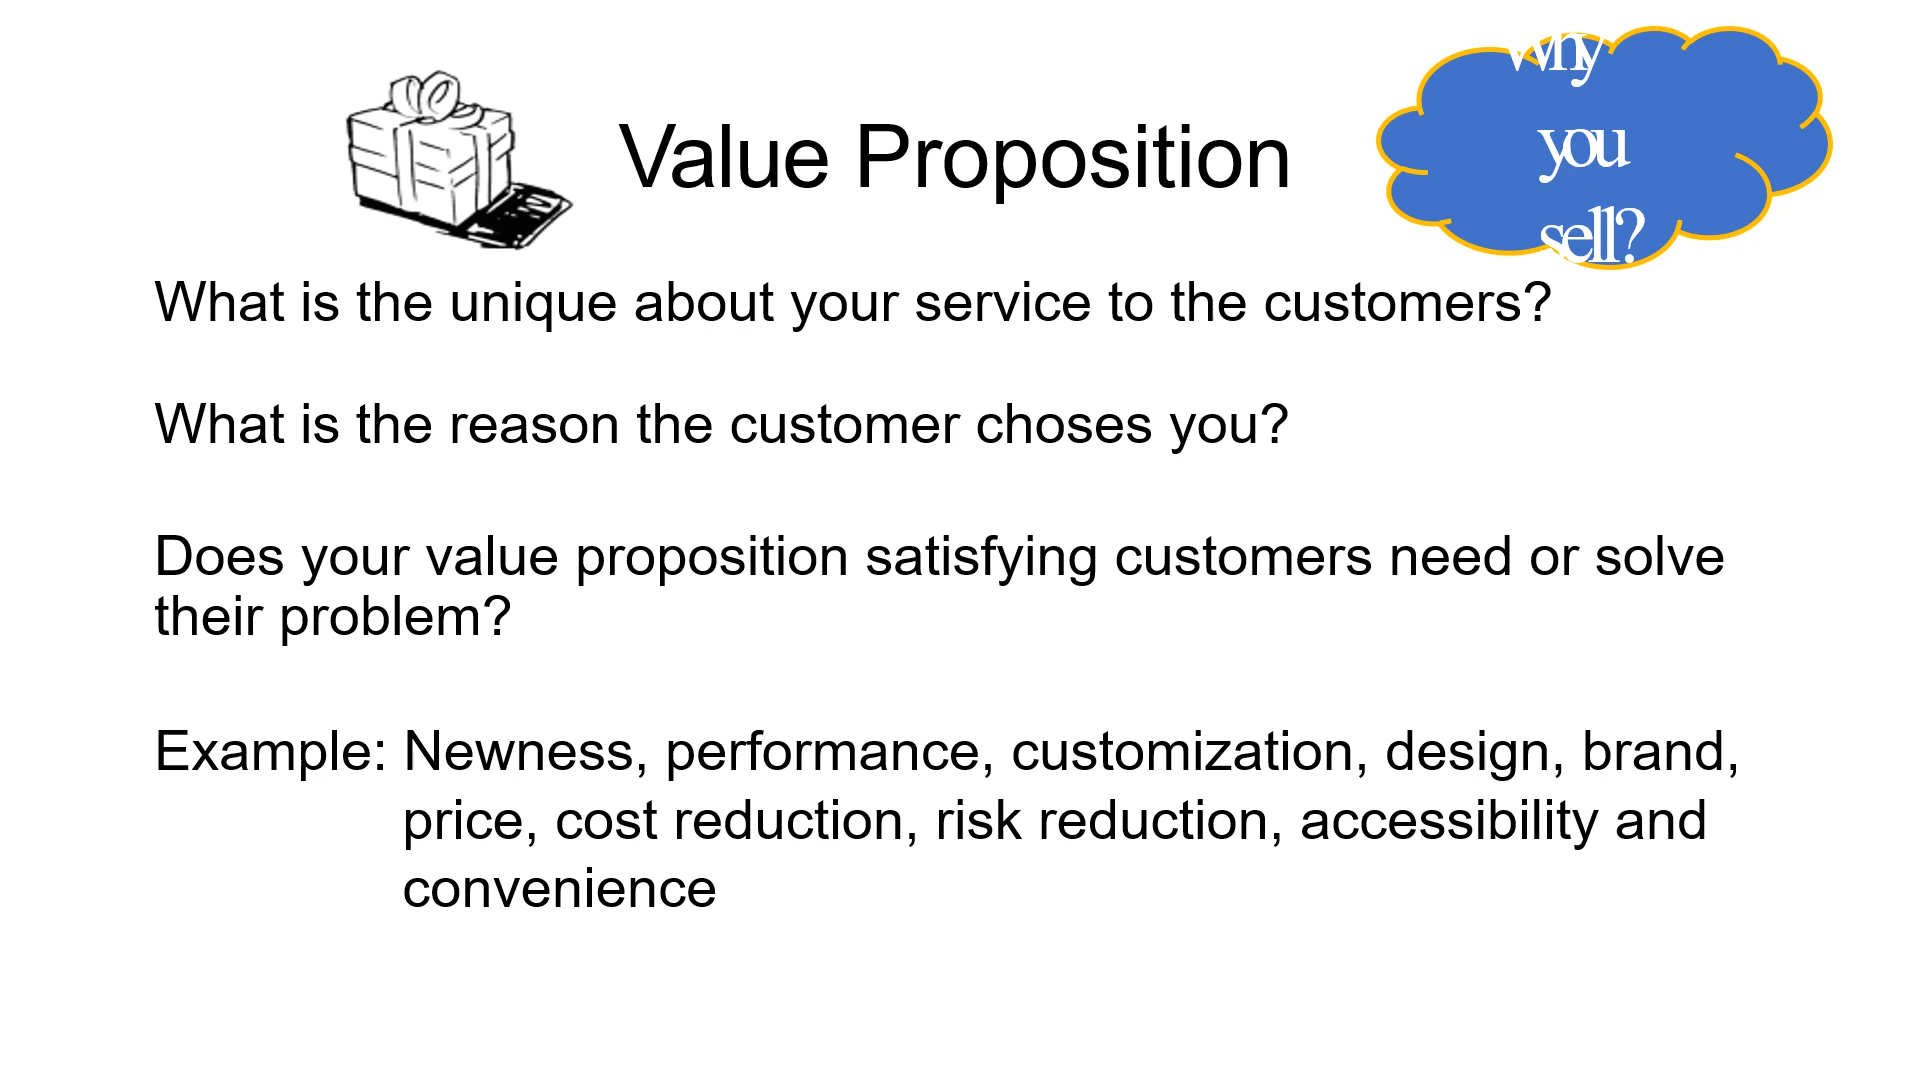 Why
you
sell?
Value Proposition
What is the unique about your service to the customers?
What is the reason the customer choses you?
Does your value proposition satisfying customers need or solve
their problem?
Example: Newness, performance, customization, design, brand,
price, cost reduction, risk reduction, accessibility and
convenience